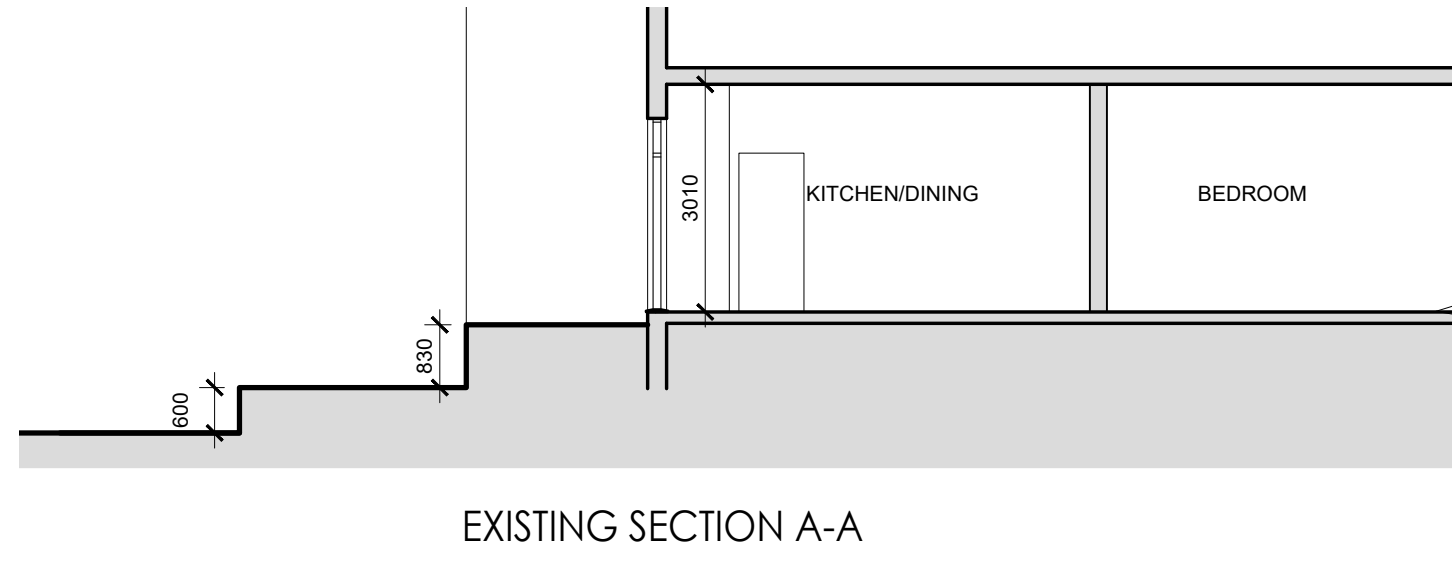 3010
KITCHEN/DINING
BEDROOM
830
600
EXISTING SECTION A-A